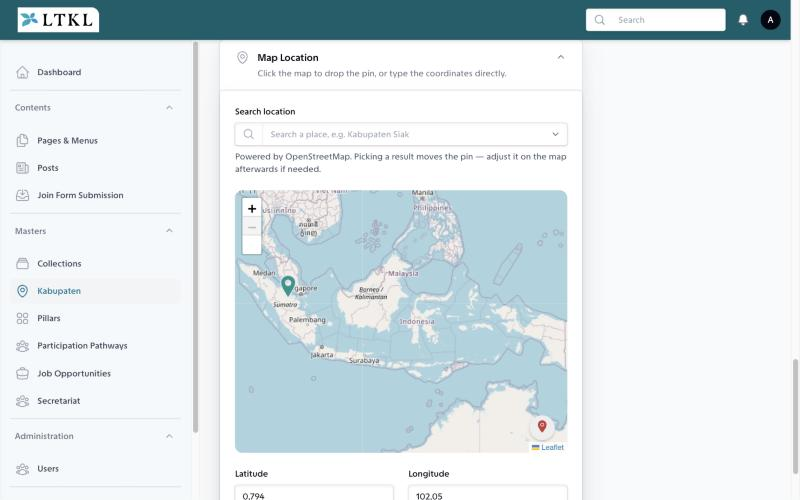 LTKL
Search
A
Dashboard
Contents
Pages & Menus
Posts
Join Form Submission
Masters
Collections
Kabupaten
Pillars
Participation Pathways
Job Opportunities
Secretariat
Administration
Users
Map Location
Click the map to drop the pin, or type the coordinates directly.
Search location
Search a place, e.g. Kabupaten Siak
Powered by OpenStreetMap. Picking a result moves the pin — adjust it on the map
afterwards if needed.
+
−
Manila
Philippines
Medan
Malaysia
gapore
Borneo /
Kalimantan
Sumatra
Palembang
Indonesia
Jakarta
Surabaya
Leaflet
Latitude
Longitude
0,794
102,05